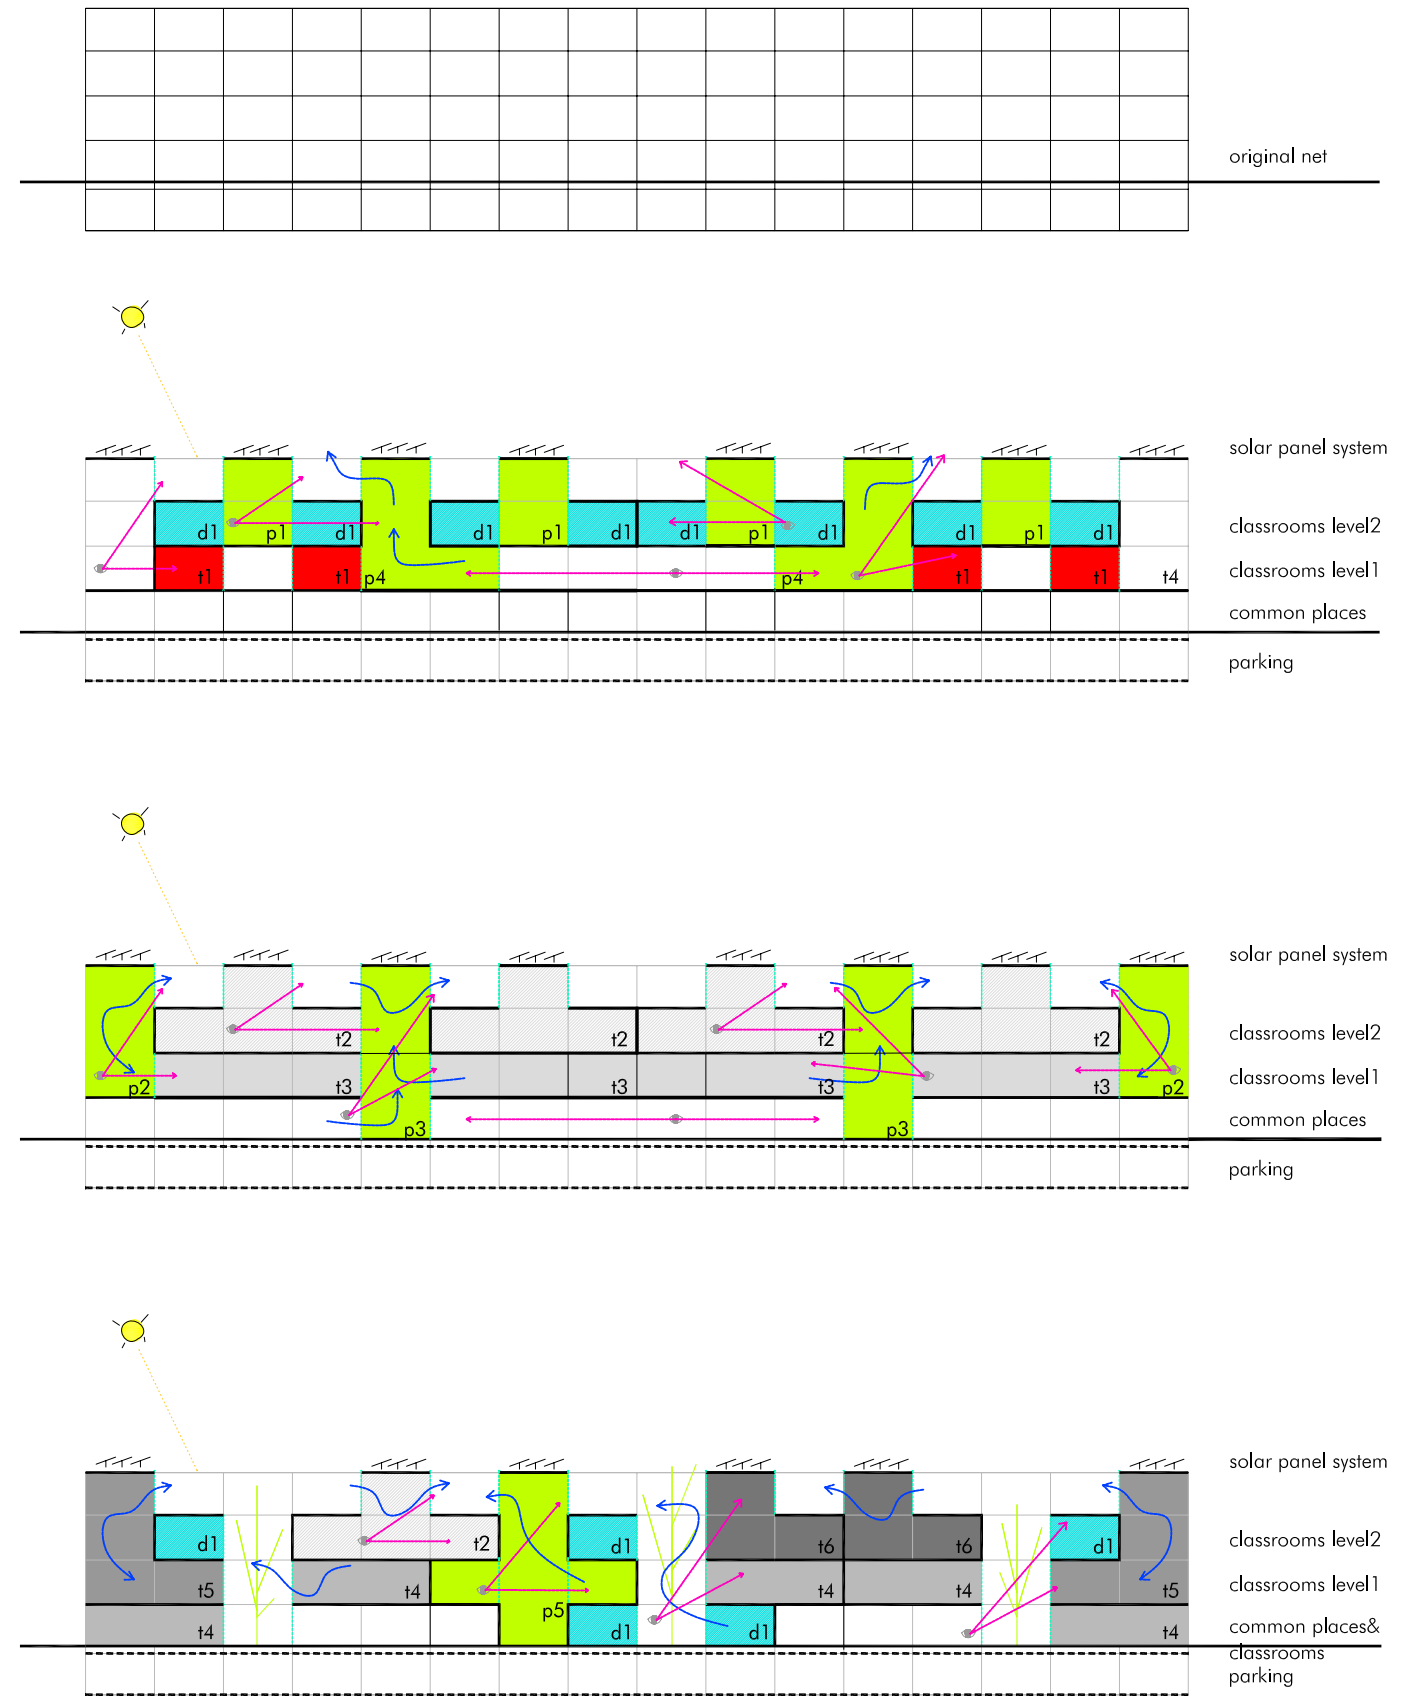 original net
solar panel system
d1 p1 d1 d1 p1 d1 d1 p1 d1 d1 p1 d1
classrooms level2
t1 t1 p4 p4 t1 t1 t4
classrooms level1
common places
parking
solar panel system
t2 t2 t2 t2
classrooms level2
p2 t3 t3 t3 t3 p2
classrooms level1
p3 p3
common places
parking
solar panel system
d1 t2 d1 t6 t6 d1
classrooms level2
t5 t4 t4 t4 t5
classrooms level1
p5
t4 d1 d1 t4
common places&
classrooms
parking